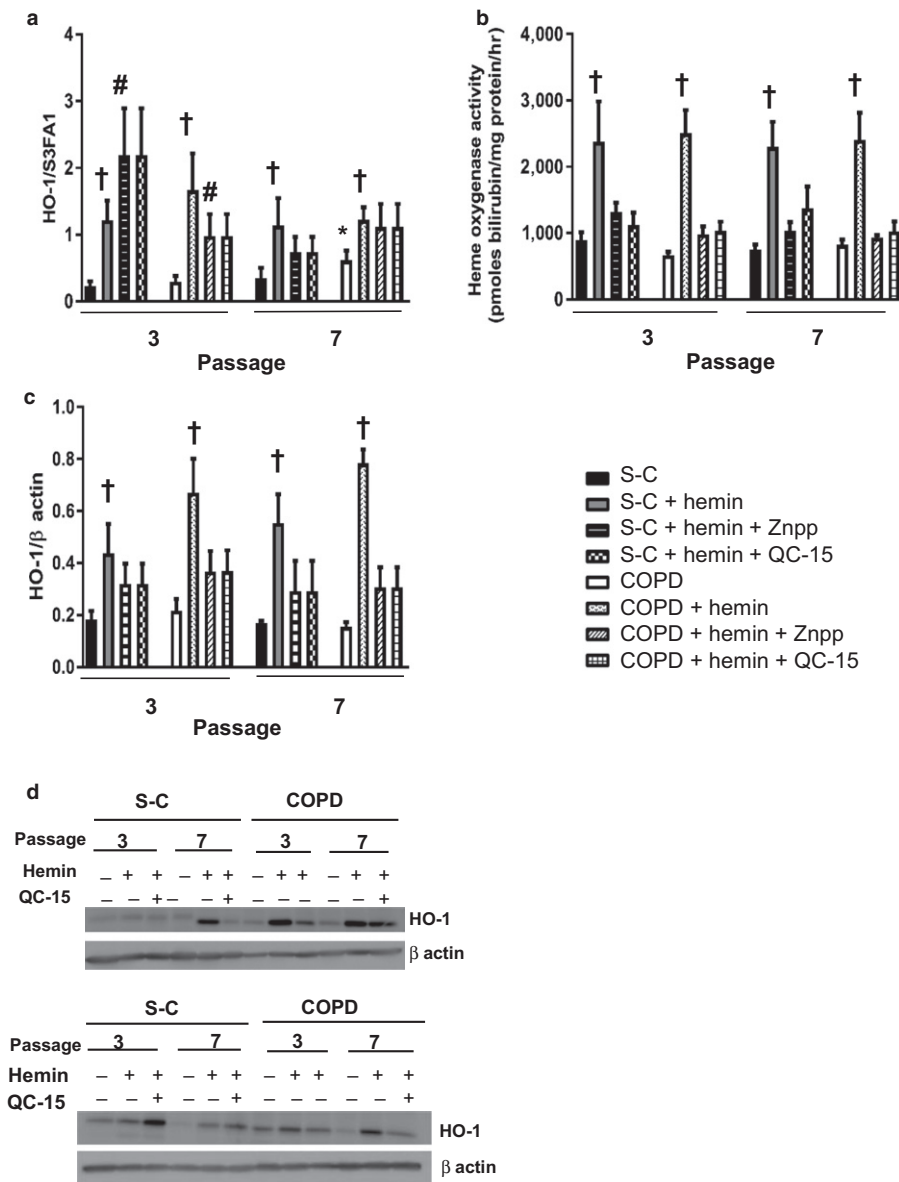 a
HO-1/S3FA1
4
3
2
1
0
†
#
†
#
†
*
†
3
7
Passage
b
Heme oxygenase activity
(pmoles bilirubin/mg protein/hr)
4,000
3,000
2,000
1,000
0
†
†
†
†
3
7
Passage
c
HO-1/β actin
1.0
0.8
0.6
0.4
0.2
0.0
†
†
†
†
3
7
Passage
S-C
S-C + hemin
S-C + hemin + Znpp
S-C + hemin + QC-15
COPD
COPD + hemin
COPD + hemin + Znpp
COPD + hemin + QC-15
d
S-C COPD
Passage 3 7 3 7
Hemin – + + – + + – + + – + +
QC-15 – – + – – + – – – – – +
HO-1
β actin
S-C COPD
Passage 3 7 3 7
Hemin – + + – + + – + + – + +
QC-15 – – + – – + – – – – – +
HO-1
β actin